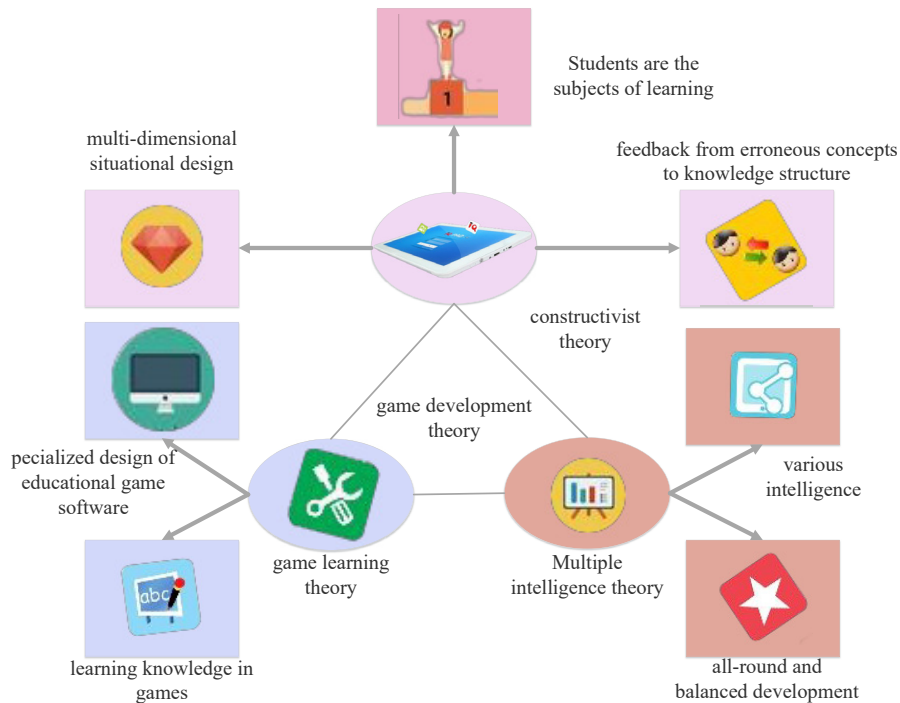 Students are the
subjects of learning
1
multi-dimensional
situational design
feedback from erroneous concepts
to knowledge structure
constructivist
theory
game development
theory
pecialized design of
educational game
software
various
intelligence
game learning
theory
Multiple
intelligence theory
abc
learning knowledge in
games
all-round and
balanced development